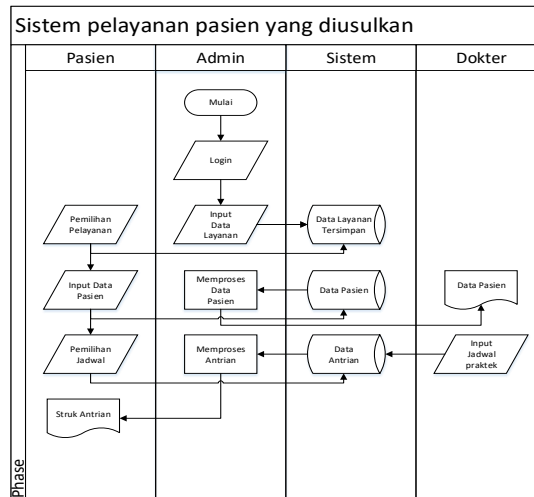 Sistem pelayanan pasien yang diusulkan
Pasien
Admin
Sistem
Dokter
Mulai
Login
Pemilihan
Pelayanan
Input
Data
Layanan
Data Layanan
Tersimpan
Input Data
Pasien
Memproses
Data
Pasien
Data Pasien
Data Pasien
Pemilihan
Jadwal
Memproses
Antrian
Data
Antrian
Input
Jadwal
praktek
Struk Antrian
Phase